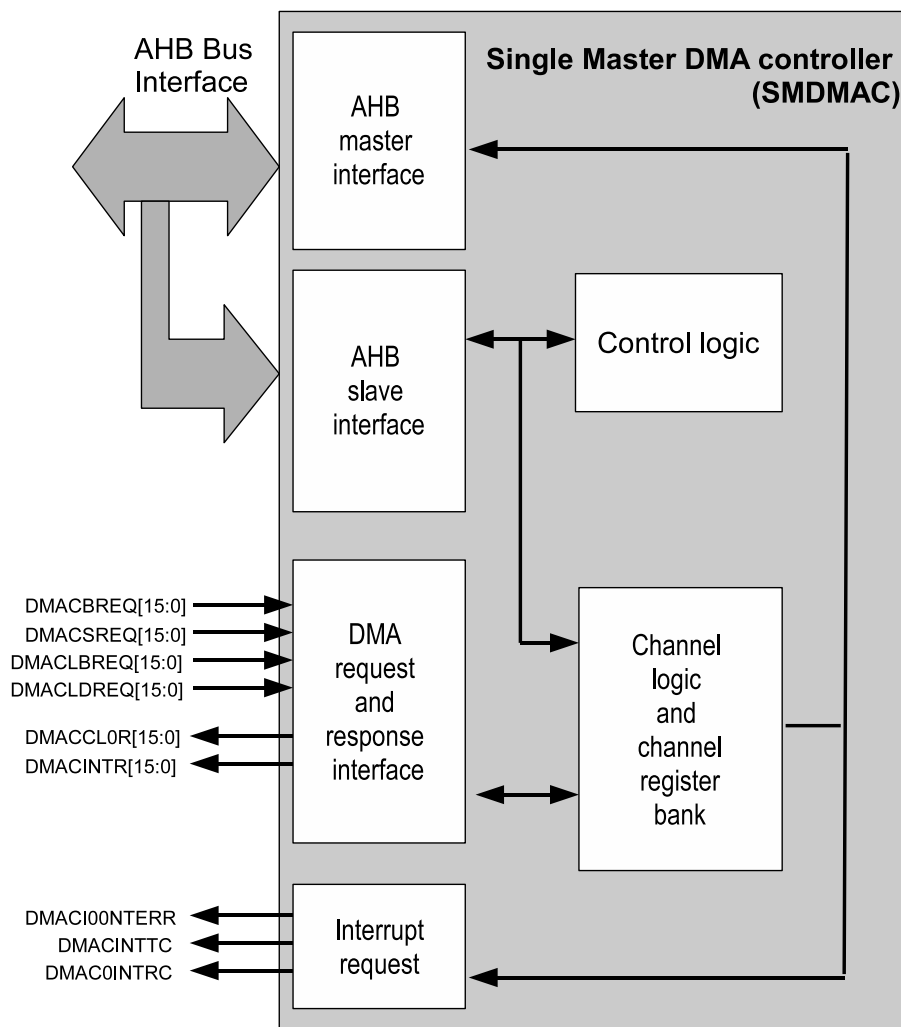 AHB Bus
Interface
Single Master DMA controller
(SMDMAC)
AHB
master
interface
AHB
slave
interface
Control logic
DMACBREQ[15:0]
DMACSREQ[15:0]
DMACLBREQ[15:0]
DMACLDREQ[15:0]
DMACCL0R[15:0]
DMACINTR[15:0]
DMA
request
and
response
interface
Channel
logic
and
channel
register
bank
DMACI00NTERR
DMACINTTC
DMAC0INTRC
Interrupt
request